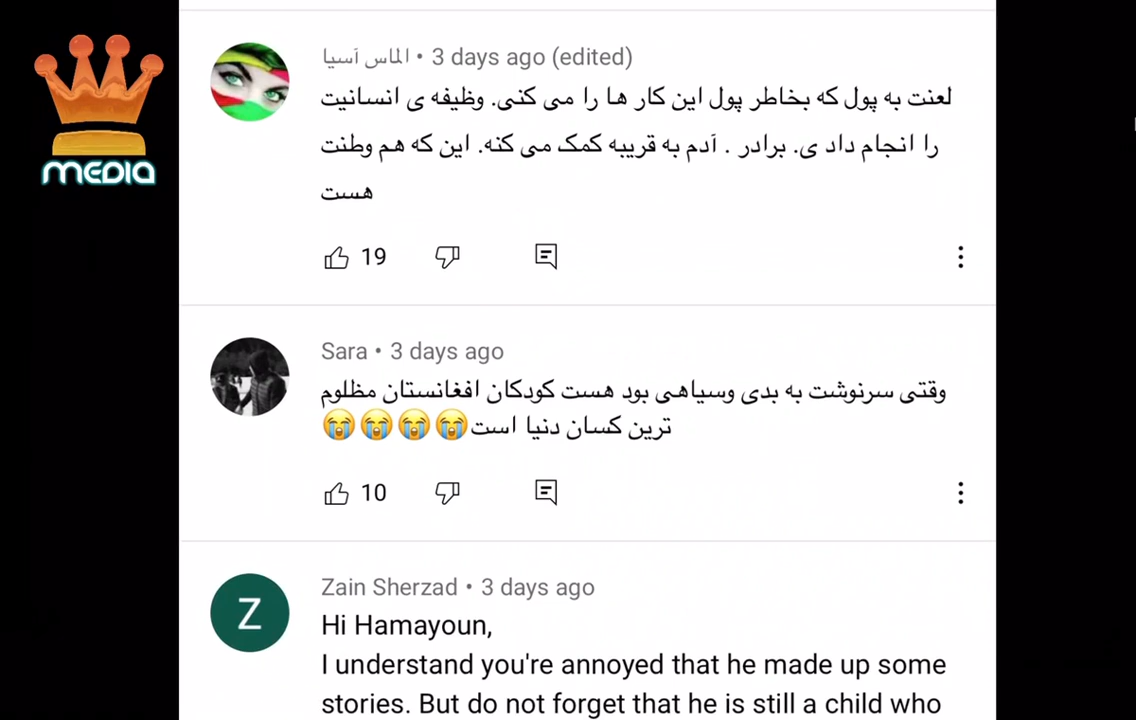 MEDIA
الماس آسیا • 3 days ago (edited)
لعنت به پول که بخاطر پول این کار ها را می کنی. وظیفه ی انسانیت
را انجام داد ی. برادر . آدم به قریبه کمک می کنه. این که هم وطنت
هست
19
Sara • 3 days ago
وقتی سرنوشت به بدی وسیاهی بود هست کودکان افغانستان مظلوم
ترین کسان دنیا است😭😭😭😭
10
Z
Zain Sherzad • 3 days ago
Hi Hamayoun,
I understand you're annoyed that he made up some
stories. But do not forget that he is still a child who